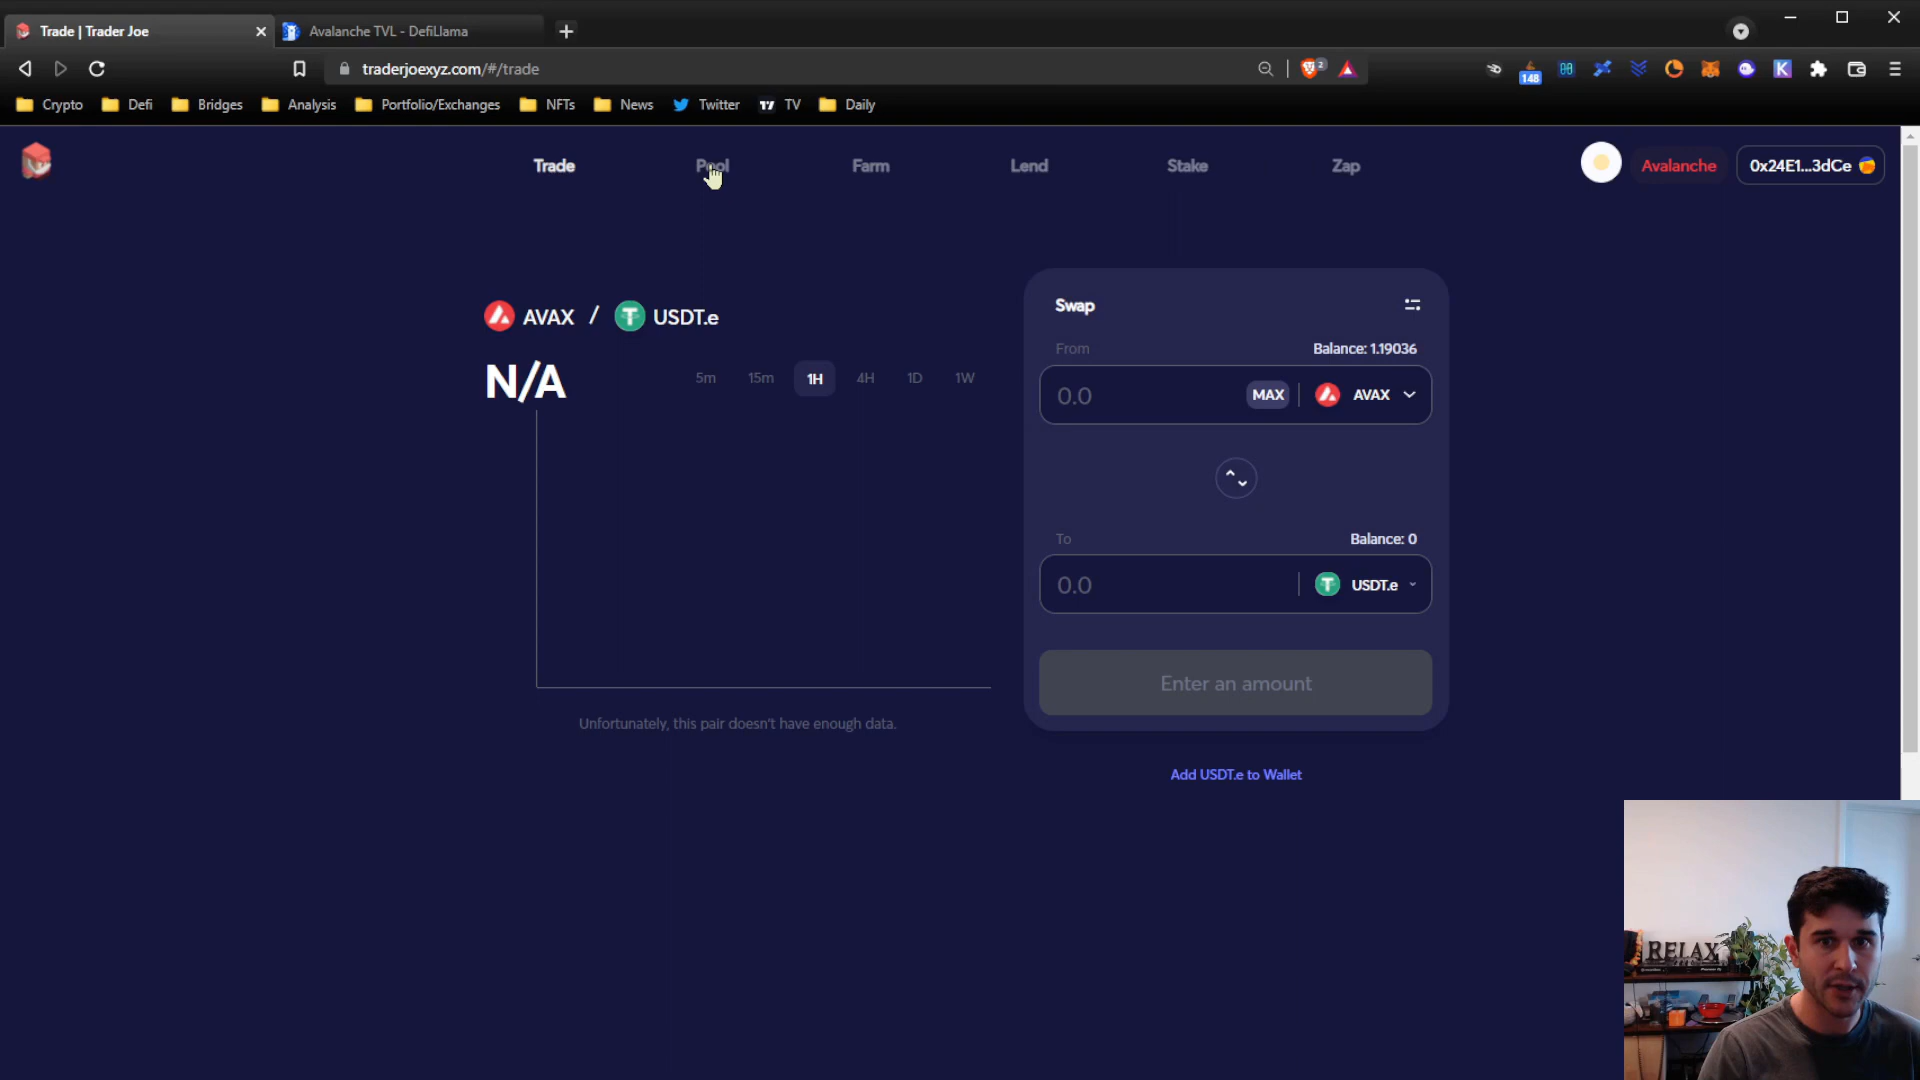 Trade | Trader Joe
Avalanche TVL - DefiLlama
traderjoexyz.com/#/trade
2
148
K
Crypto
Defi
Bridges
Analysis
Portfolio/Exchanges
NFTs
News
Twitter
TV
Daily
Trade
Pool
Farm
Lend
Stake
Zap
Avalanche
0x24E1...3dCe
AVAX / USDT.e
N/A
5m
15m
1H
4H
1D
1W
Unfortunately, this pair doesn't have enough data.
Swap
From
Balance: 1.19036
0.0
MAX
AVAX
To
Balance: 0
0.0
USDT.e
Enter an amount
Add USDT.e to Wallet
RELAX